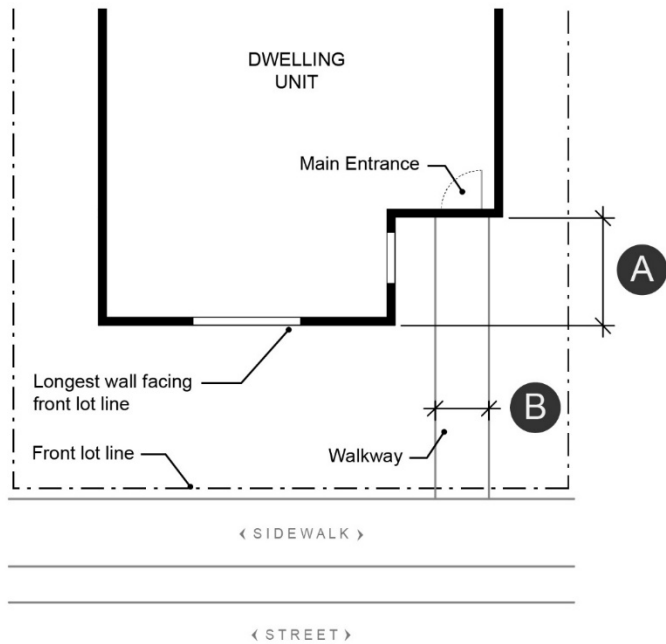 DWELLING
UNIT
Main Entrance
A
Longest wall facing
front lot line
B
Front lot line
Walkway
‹ SIDEWALK ›
‹ STREET ›